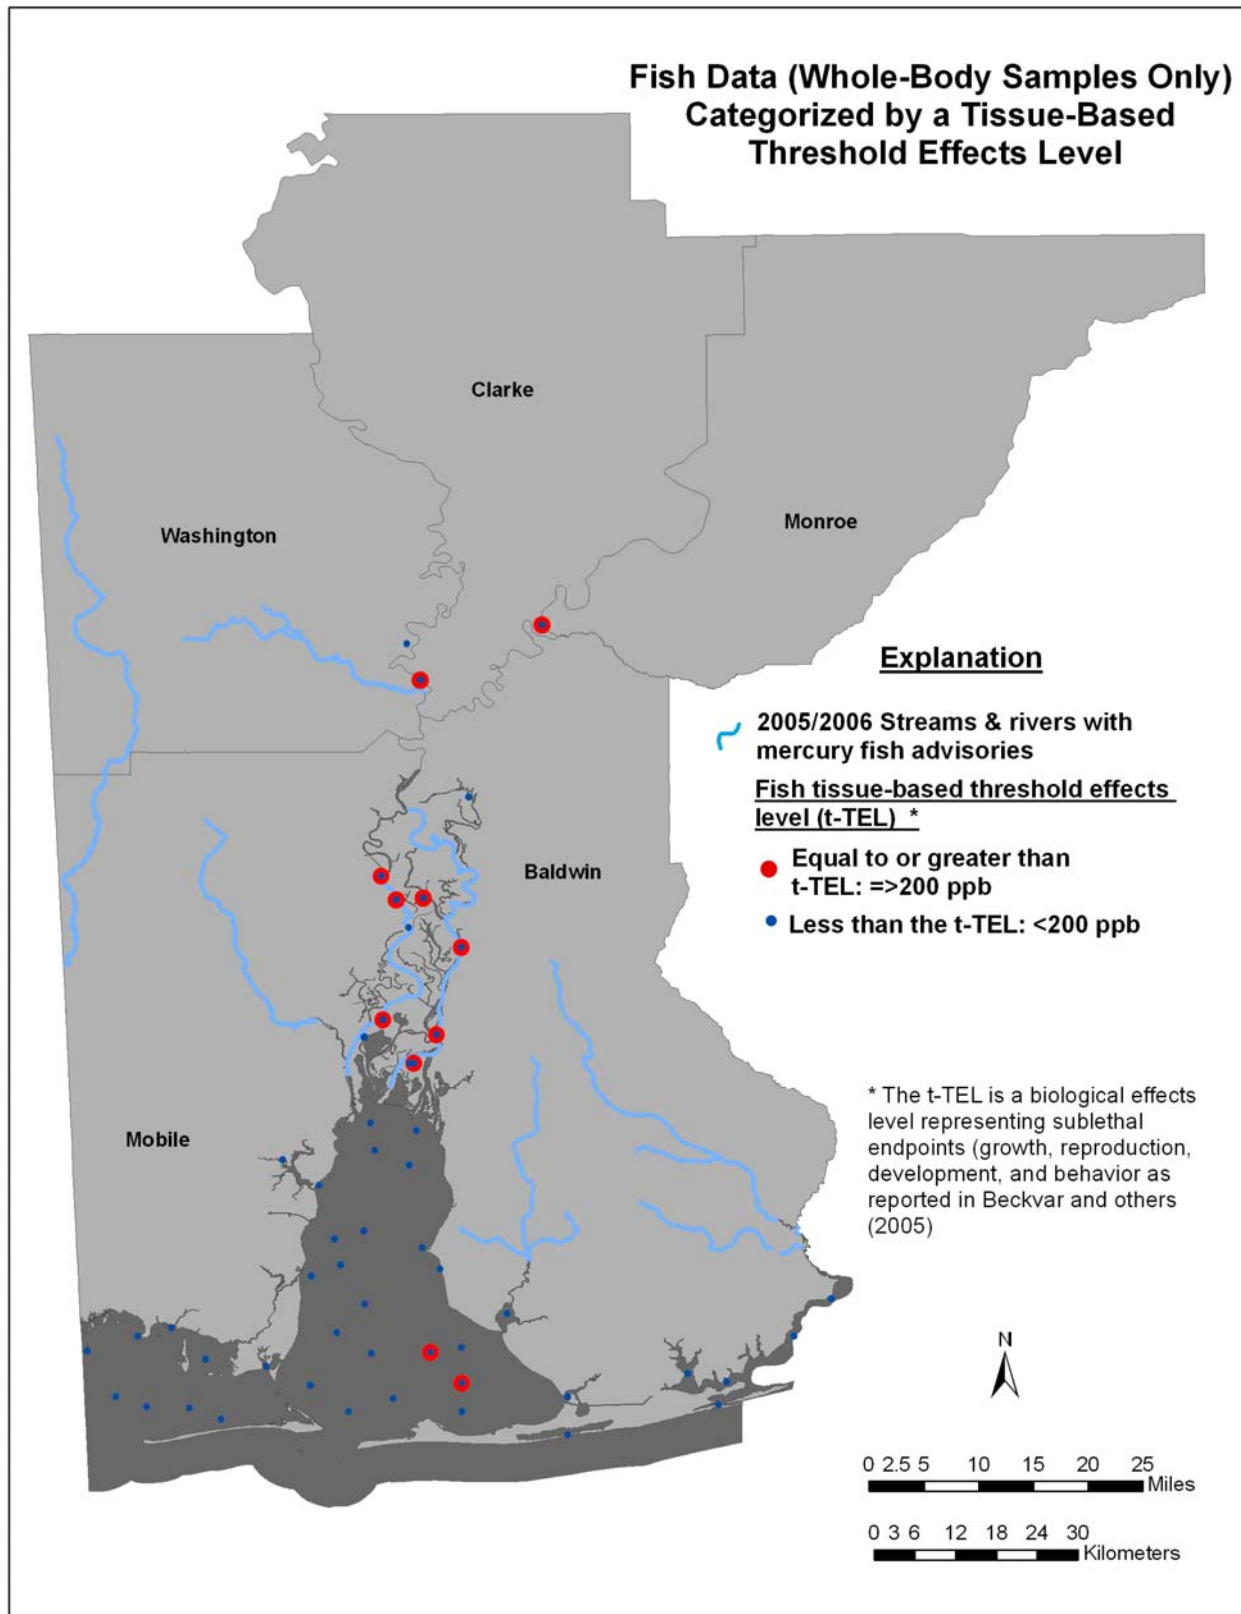 Fish Data (Whole-Body Samples Only)
Categorized by a Tissue-Based
Threshold Effects Level
Clarke
Washington
Monroe
Explanation
2005/2006 Streams & rivers with
mercury fish advisories
Fish tissue-based threshold effects
level (t-TEL) *
Equal to or greater than
t-TEL: =>200 ppb
Less than the t-TEL: <200 ppb
Baldwin
Mobile
* The t-TEL is a biological effects
level representing sublethal
endpoints (growth, reproduction,
development, and behavior as
reported in Beckvar and others
(2005)
N
0 2.5 5 10 15 20 25
Miles
0 3 6 12 18 24 30
Kilometers